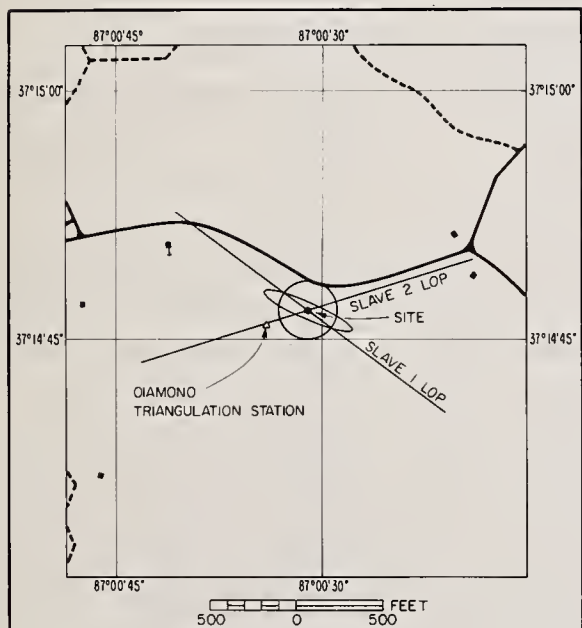 87°00'45"
87°00'30"
37°15'00"
37°15'00"
SLAVE 2 LOP
SITE
37°14'45"
37°14'45"
SLAVE 1 LOP
OIAMONO
TRIANGULATION STATION
87°00'45"
87°00'30"
500
0
500
FEET